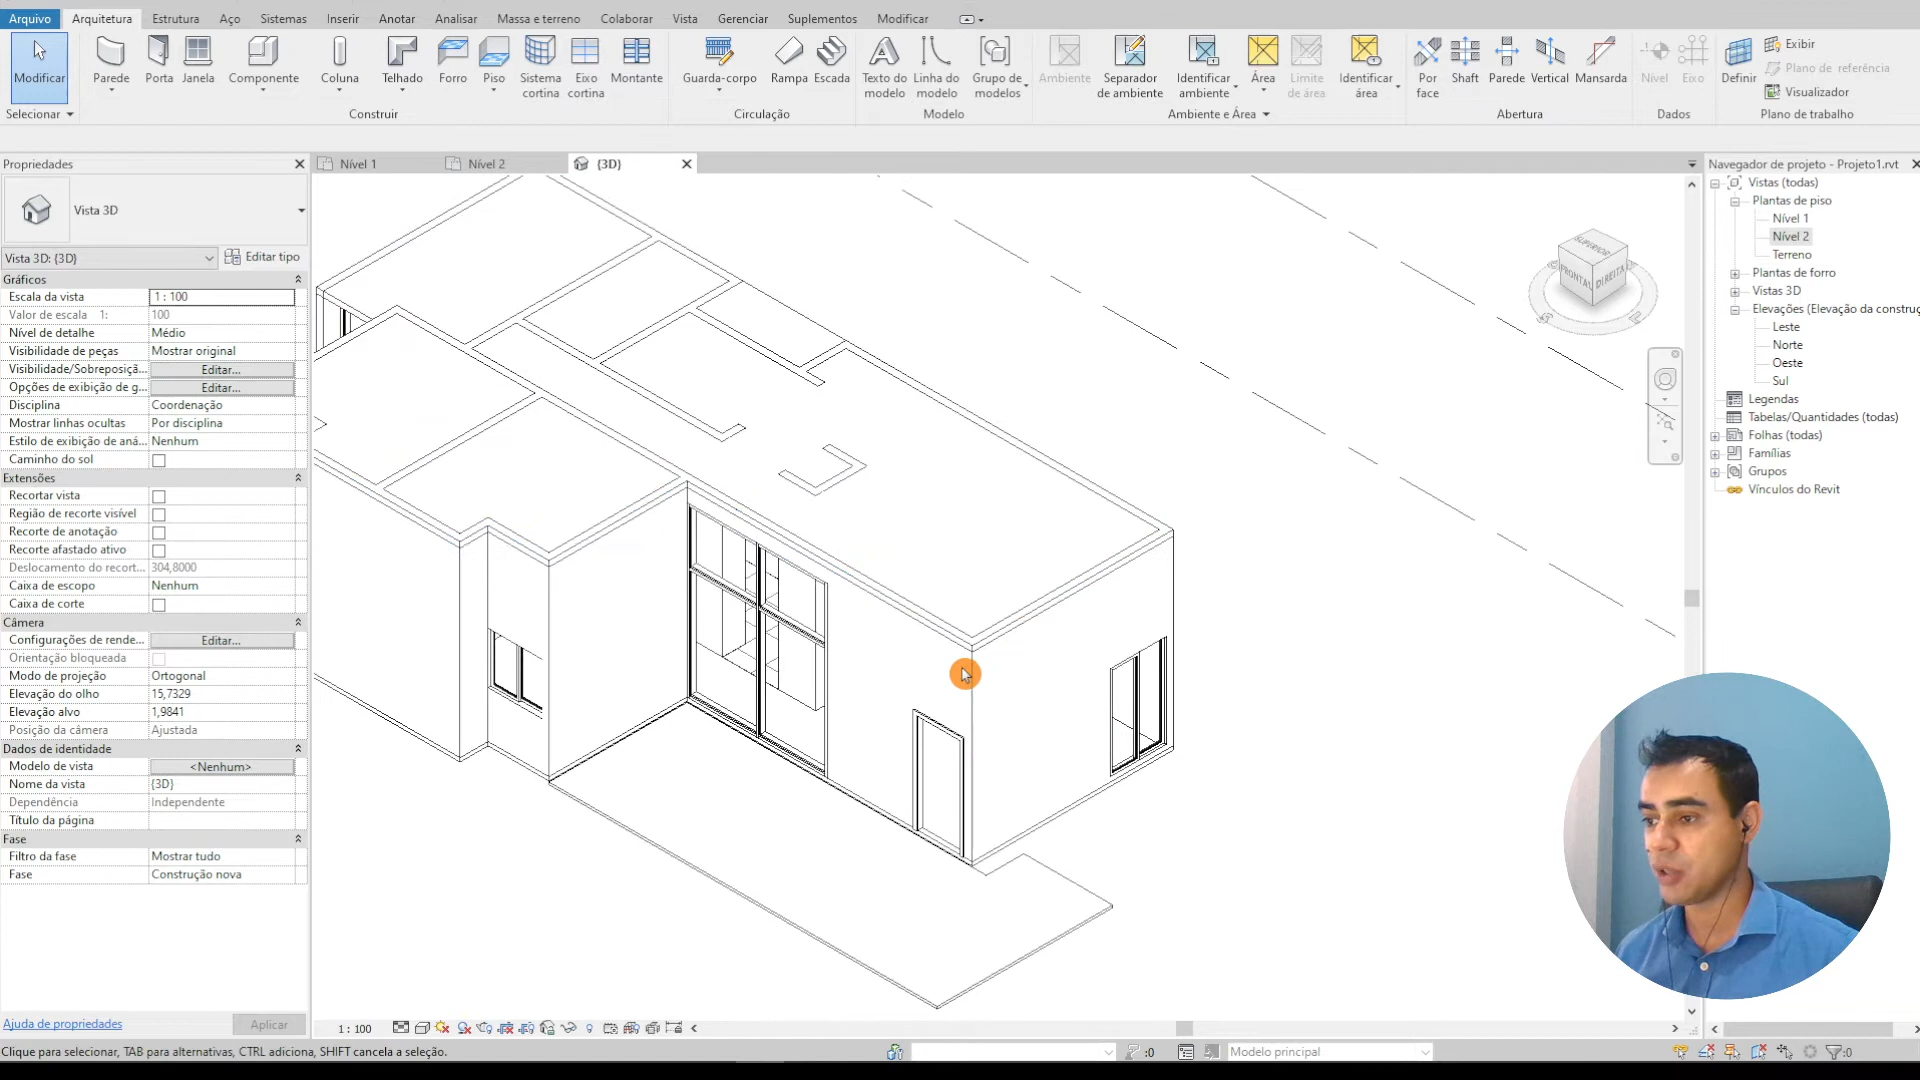 Arquivo Arquitetura Estrutura Aço Sistemas Inserir Anotar Analisar Massa e terreno Colaborar Vista Gerenciar Suplementos Modificar
Modificar
Parede Porta Janela Componente Coluna Telhado Forro Piso Sistema cortina Eixo cortina Montante
Guarda-corpo Rampa Escada
Texto do modelo Linha do modelo Grupo de modelos
Ambiente Separador de ambiente Identificar ambiente Área Limite de área Identificar área
Por face Shaft Parede Vertical Mansarda
Nível Eixo
Definir Exibir
Plano de referência
Visualizador
Selecionar Construir Circulação Modelo Ambiente e Área Abertura Dados Plano de trabalho
Propriedades
Vista 3D
Vista 3D: {3D} Editar tipo
Gráficos
Escala da vista 1 : 100
Valor de escala 1: 100
Nível de detalhe Médio
Visibilidade de peças Mostrar original
Visibilidade/Sobreposiçã... Editar...
Opções de exibição de g... Editar...
Disciplina Coordenação
Mostrar linhas ocultas Por disciplina
Estilo de exibição de aná... Nenhum
Caminho do sol
Extensões
Recortar vista
Região de recorte visível
Recorte de anotação
Recorte afastado ativo
Deslocamento do recort... 304,8000
Caixa de escopo Nenhum
Caixa de corte
Câmera
Configurações de rende... Editar...
Orientação bloqueada
Modo de projeção Ortogonal
Elevação do olho 15,7329
Elevação alvo 1,9841
Posição da câmera Ajustada
Dados de identidade
Modelo de vista <Nenhum>
Nome da vista {3D}
Dependência Independente
Título da página
Fase
Filtro da fase Mostrar tudo
Fase Construção nova
Ajuda de propriedades Aplicar
Nível 1 Nível 2 {3D}
SUPERIOR
FRONTAL DIREITA
Navegador de projeto - Projeto1.rvt
Vistas (todas)
Plantas de piso
Nível 1
Nível 2
Terreno
Plantas de forro
Vistas 3D
Elevações (Elevação da construç
Leste
Norte
Oeste
Sul
Legendas
Tabelas/Quantidades (todas)
Folhas (todas)
Famílias
Grupos
Vínculos do Revit
1 : 100
Clique para selecionar, TAB para alternativas, CTRL adiciona, SHIFT cancela a seleção. :0 Modelo principal :0